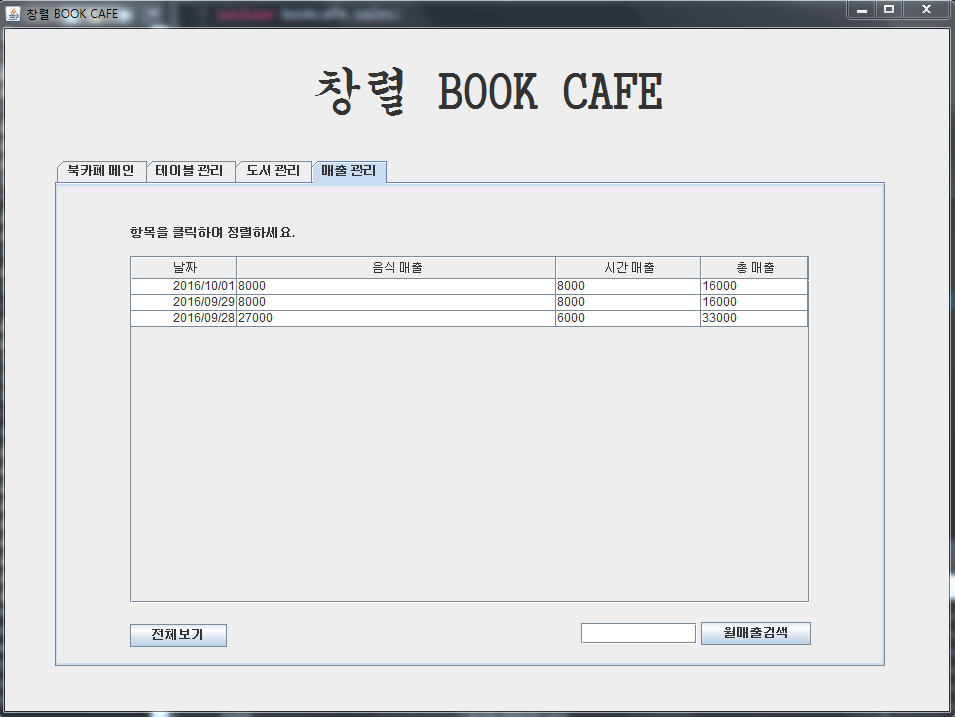 창렬 BOOK CAFE
package bookcafe.sales;
창렬 BOOK CAFE
북카페 메인 테이블 관리 도서 관리 매출 관리
항목을 클릭하여 정렬하세요.
날짜 음식 매출 시간 매출 총 매출
2016/10/01 8000 8000 16000
2016/09/29 8000 8000 16000
2016/09/28 27000 6000 33000
전체보기 월매출검색